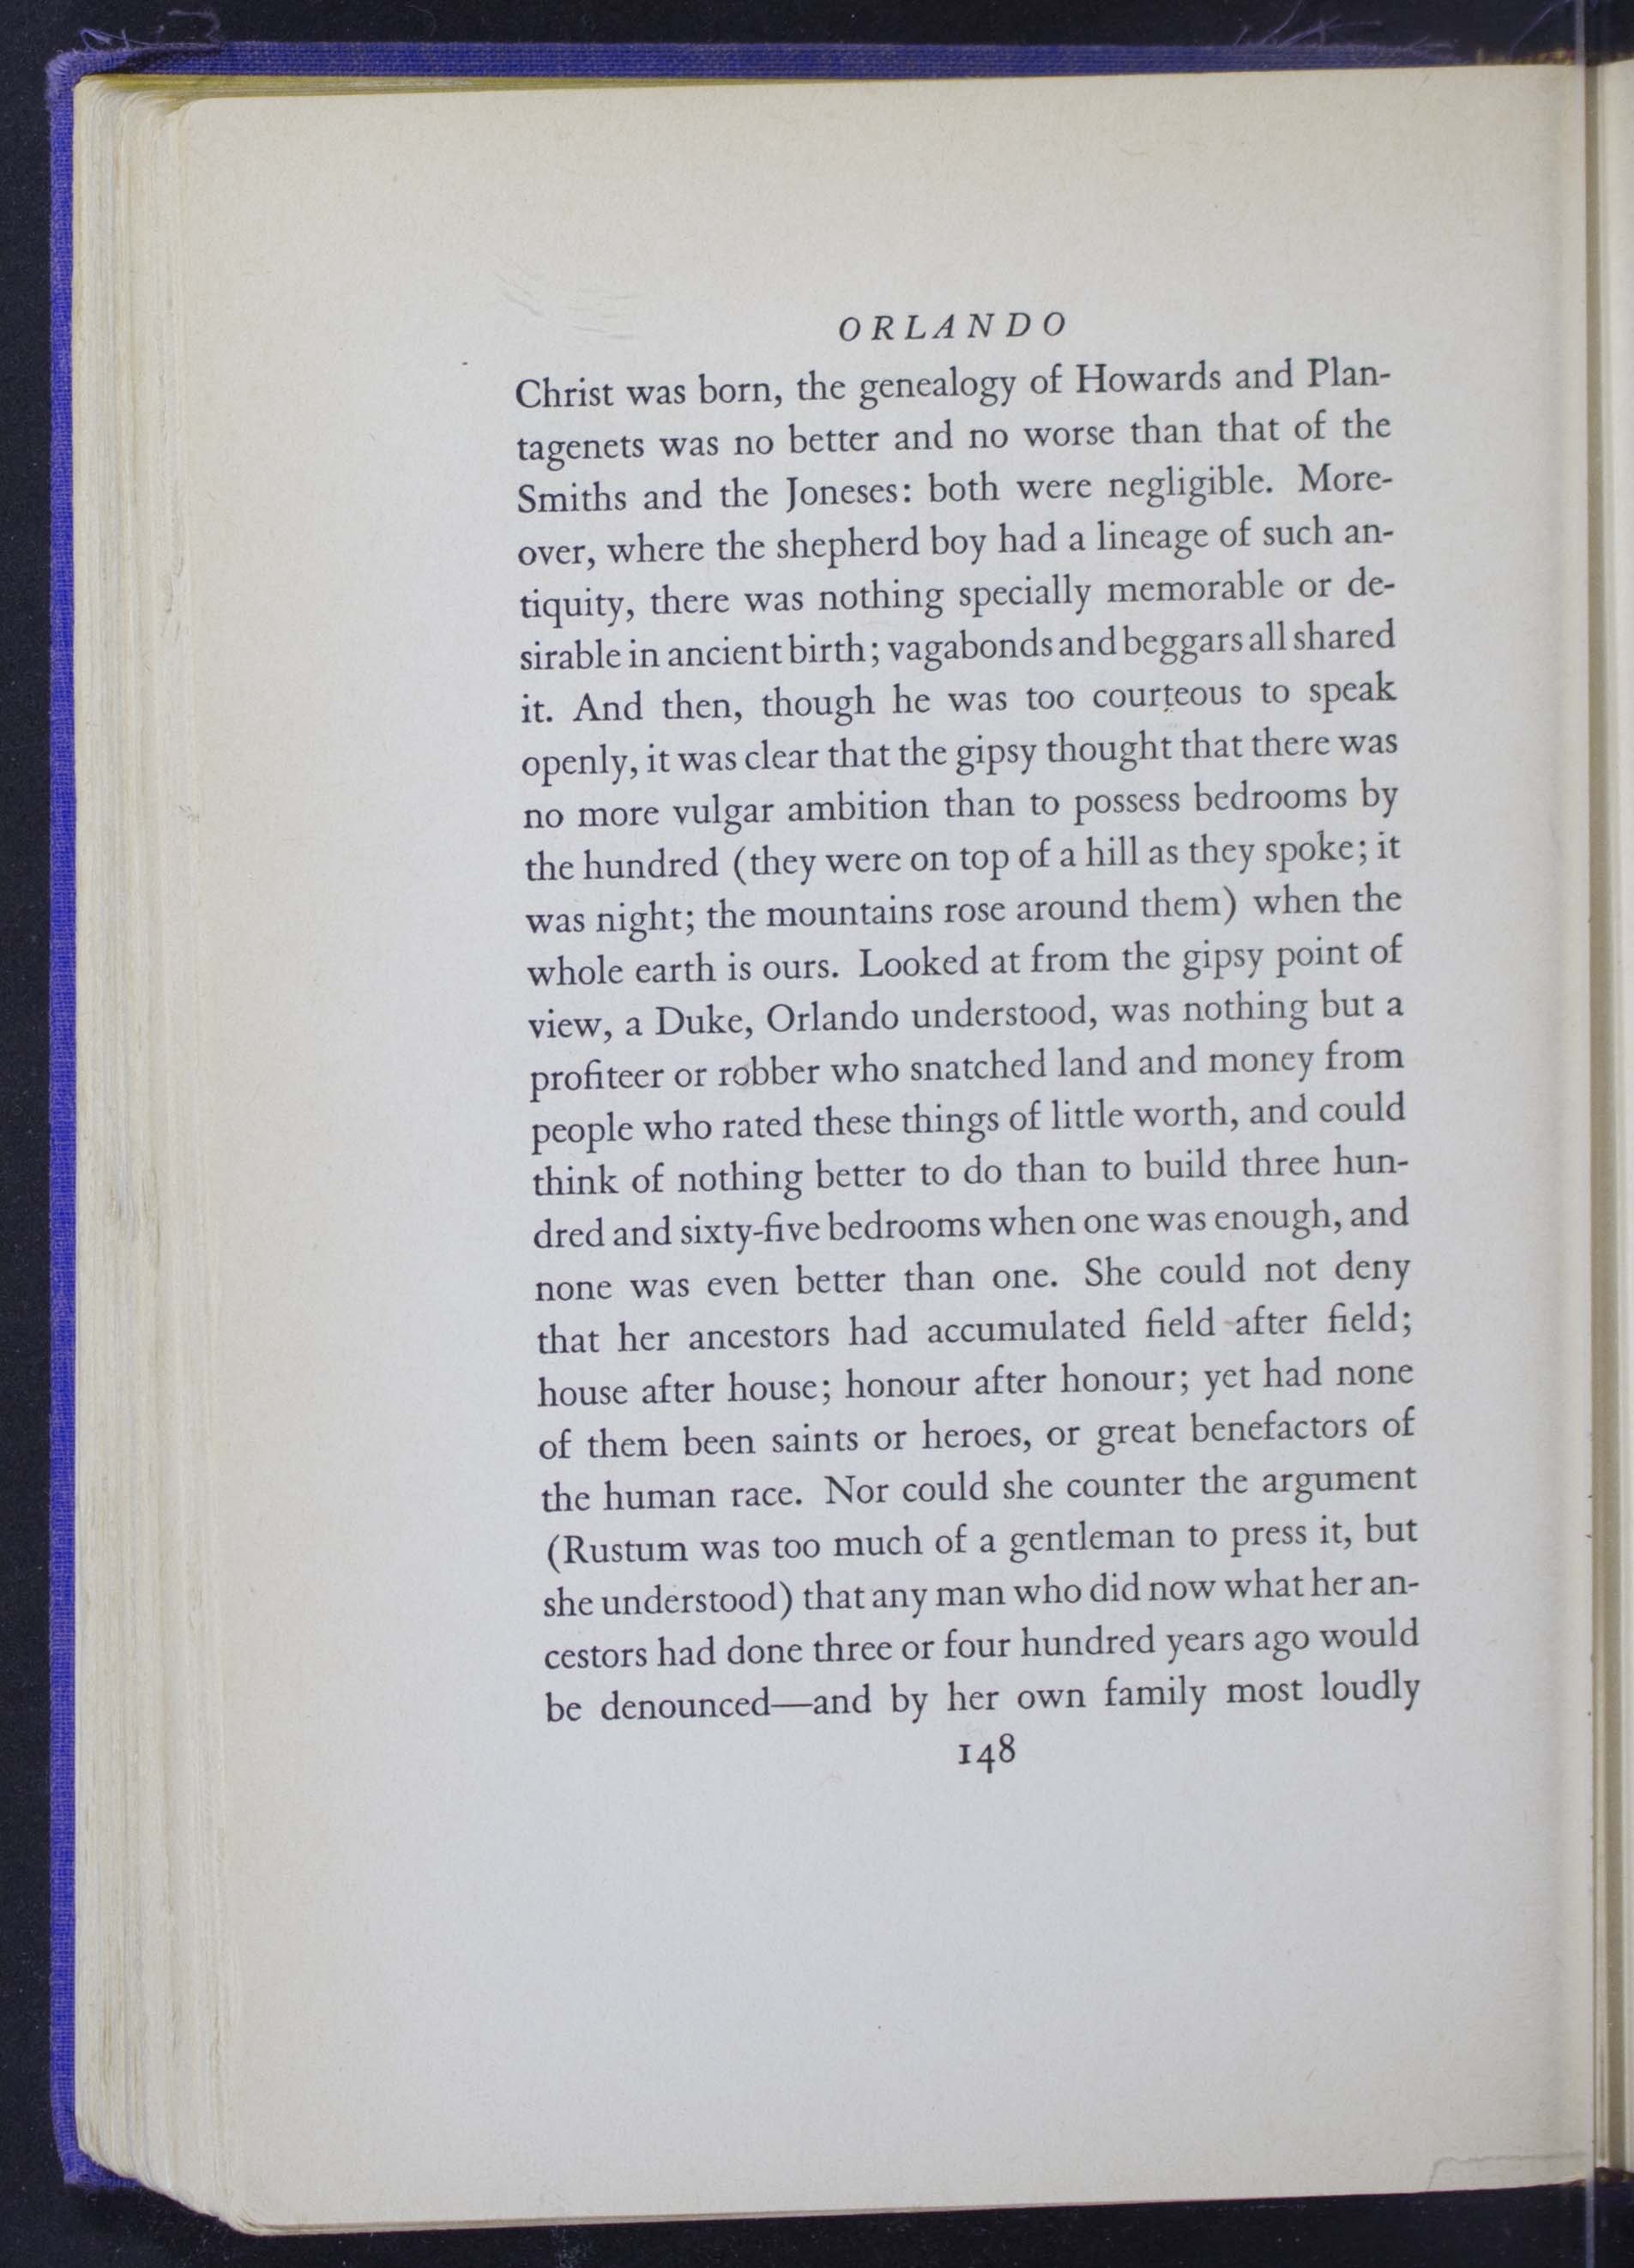 ORLANDO
Christ was born, the genealogy of Howards and Plan-
tagenets was no better and no worse than that of the
Smiths and the Joneses: both were negligible. More-
over, where the shepherd boy had a lineage of such an-
tiquity, there was nothing specially memorable or de-
sirable in ancient birth; vagabonds and beggars all shared
it. And then, though he was too courteous to speak
openly, it was clear that the gipsy thought that there was
no more vulgar ambition than to possess bedrooms by
the hundred (they were on top of a hill as they spoke; it
was night; the mountains rose around them) when the
whole earth is ours. Looked at from the gipsy point of
view, a Duke, Orlando understood, was nothing but a
profiteer or robber who snatched land and money from
people who rated these things of little worth, and could
think of nothing better to do than to build three hun-
dred and sixty-five bedrooms when one was enough, and
none was even better than one. She could not deny
that her ancestors had accumulated field after field;
house after house; honour after honour; yet had none
of them been saints or heroes, or great benefactors of
the human race. Nor could she counter the argument
(Rustum was too much of a gentleman to press it, but
she understood) that any man who did now what her an-
cestors had done three or four hundred years ago would
be denounced—and by her own family most loudly
148